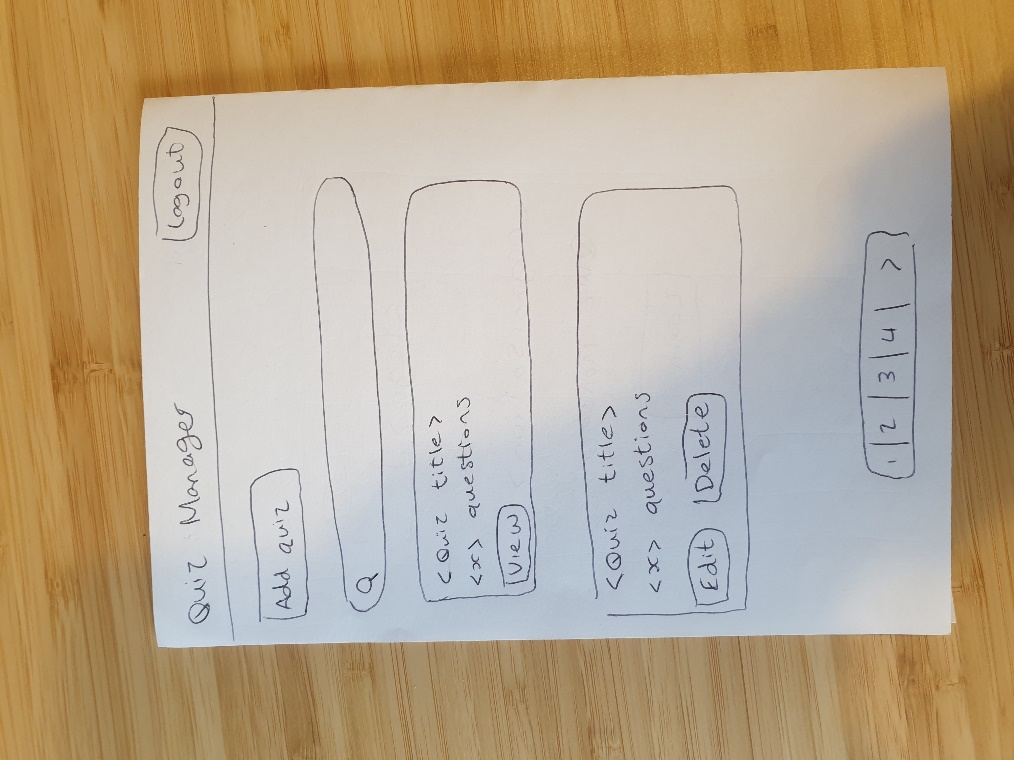 Quiz Manager Logout
Add quiz
<Quiz title>
<x> questions
View
<Quiz title>
<x> questions
Edit Delete
1 | 2 | 3 | 4 | >